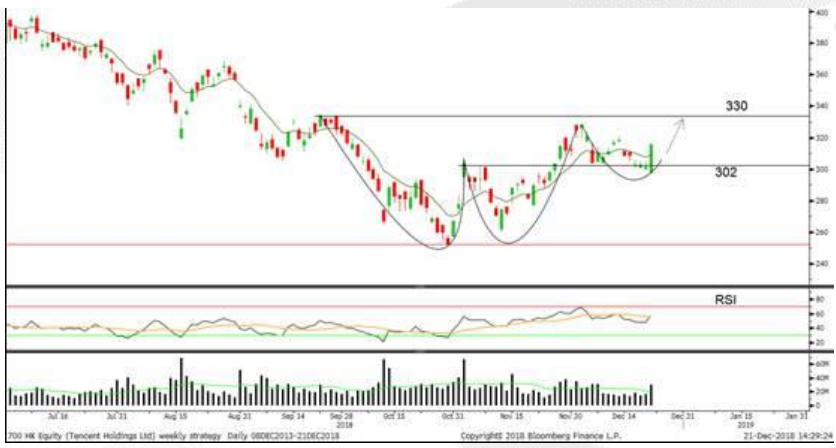 400
380
360
340
330
320
302
300
280
260
240
RSI
80
60
40
20
60M
40M
20M
0
Jul 16 Jul 31 Aug 15 Aug 31 Sep 14 Sep 28 Oct 15 Oct 31 Nov 15 Nov 30 Dec 14 Dec 31 Jan 15 Jan 31
2018 2019
700 HK Equity (Tencent Holdings Ltd) weekly strategy Daily 08DEC2013-21DEC2018 Copyright© 2018 Bloomberg Finance L.P. 21-Dec-2018 14:29:24